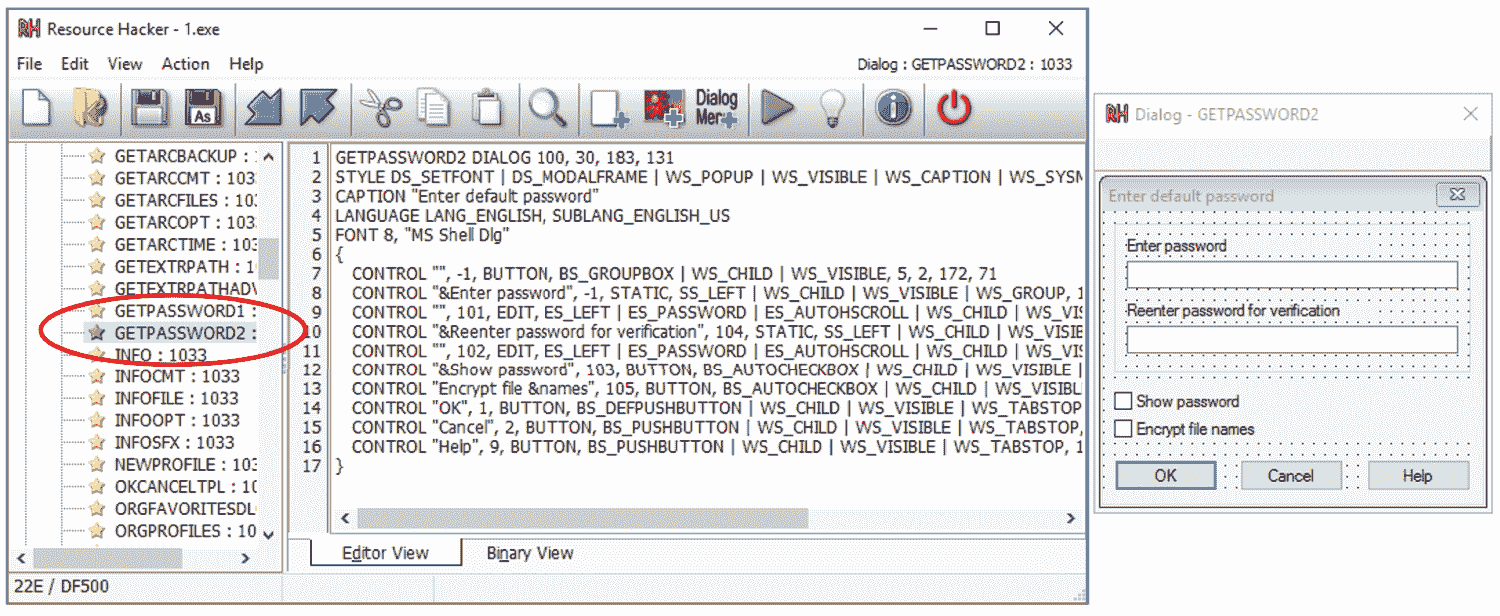 RH Resource Hacker - 1.exe
File Edit View Action Help
Dialog : GETPASSWORD2 : 1033
As
Dialog
Menu
GETARCBACKUP :
GETARCCMT : 1033
GETARCFILES : 103
GETARCOPT : 1033
GETARCTIME : 103
GETEXTRPATH : 1
GETEXTRPATHADV
GETPASSWORD1 :
GETPASSWORD2 :
INFO : 1033
INFOCMT : 1033
INFOFILE : 1033
INFOOPT : 1033
INFOSFX : 1033
NEWPROFILE : 103
OKCANCELTPL : 10
ORGFAVORITESDL
ORGPROFILES : 10
1 GETPASSWORD2 DIALOG 100, 30, 183, 131
2 STYLE DS_SETFONT | DS_MODALFRAME | WS_POPUP | WS_VISIBLE | WS_CAPTION | WS_SYSM
3 CAPTION "Enter default password"
4 LANGUAGE LANG_ENGLISH, SUBLANG_ENGLISH_US
5 FONT 8, "MS Shell Dlg"
6 {
7 CONTROL "", -1, BUTTON, BS_GROUPBOX | WS_CHILD | WS_VISIBLE, 5, 2, 172, 71
8 CONTROL "&Enter password", -1, STATIC, SS_LEFT | WS_CHILD | WS_VISIBLE | WS_GROUP, 1
9 CONTROL "", 101, EDIT, ES_LEFT | ES_PASSWORD | ES_AUTOHSCROLL | WS_CHILD | WS_VIS
10 CONTROL "&Reenter password for verification", 104, STATIC, SS_LEFT | WS_CHILD | WS_VISIB
11 CONTROL "", 102, EDIT, ES_LEFT | ES_PASSWORD | ES_AUTOHSCROLL | WS_CHILD | WS_VIS
12 CONTROL "&Show password", 103, BUTTON, BS_AUTOCHECKBOX | WS_CHILD | WS_VISIBLE |
13 CONTROL "Encrypt file &names", 105, BUTTON, BS_AUTOCHECKBOX | WS_CHILD | WS_VISIBL
14 CONTROL "OK", 1, BUTTON, BS_DEFPUSHBUTTON | WS_CHILD | WS_VISIBLE | WS_TABSTOP
15 CONTROL "Cancel", 2, BUTTON, BS_PUSHBUTTON | WS_CHILD | WS_VISIBLE | WS_TABSTOP,
16 CONTROL "Help", 9, BUTTON, BS_PUSHBUTTON | WS_CHILD | WS_VISIBLE | WS_TABSTOP, 1
17 }
Editor View Binary View
22E / DF500
RH Dialog - GETPASSWORD2
Enter default password
Enter password
Reenter password for verification
Show password
Encrypt file names
OK Cancel Help